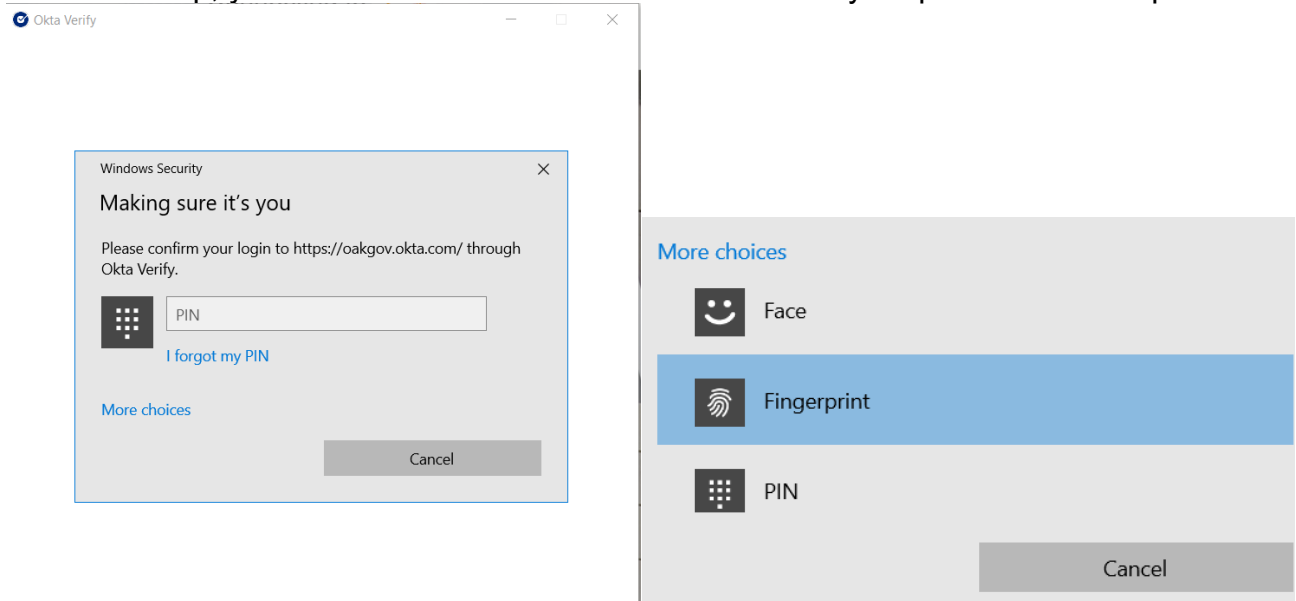 Okta Verify
Windows Security
Making sure it's you
Please confirm your login to https://oakgov.okta.com/ through
Okta Verify.
PIN
I forgot my PIN
More choices
Cancel
More choices
Face
Fingerprint
PIN
Cancel